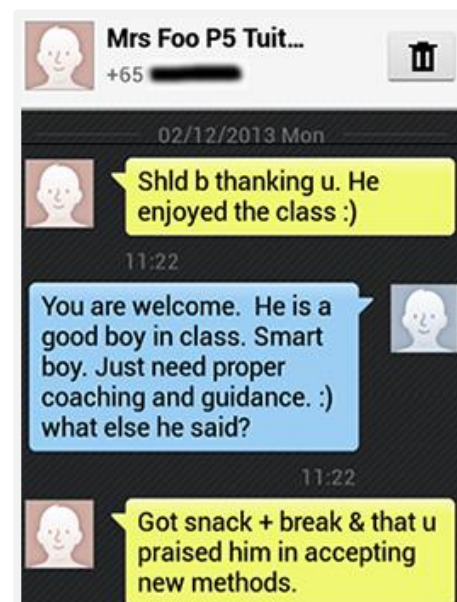 Mrs Foo P5 Tuit...
+65
02/12/2013 Mon
Shld b thanking u. He
enjoyed the class :)
11:22
You are welcome.  He is a
good boy in class. Smart
boy. Just need proper
coaching and guidance. :)
what else he said?
11:22
Got snack + break & that u
praised him in accepting
new methods.